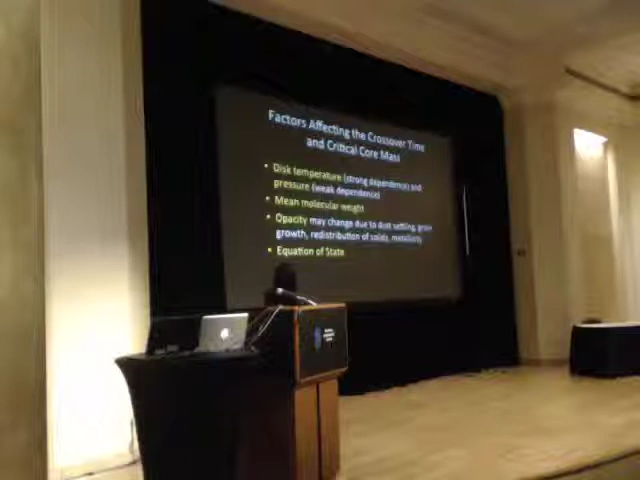 Factors Affecting the Crossover Time
and Critical Core Mass
• Disk temperature (strong dependence) and
pressure (weak dependence)
• Mean molecular weight
• Opacity may change due to dust settling, grain
growth, redistribution of solids, metallicity
• Equation of State